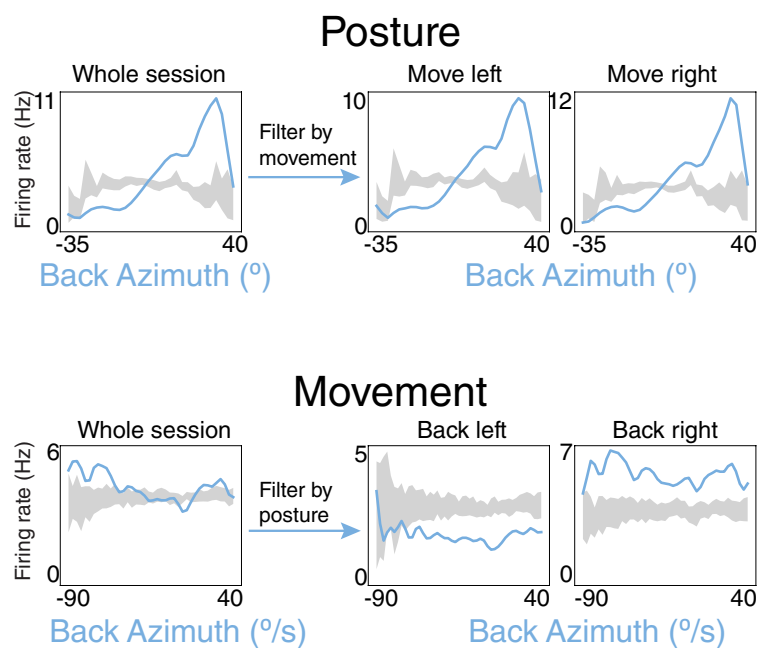 Posture
Whole session
Move left
Move right
Firing rate (Hz)
11
0
-35
40
Back Azimuth (º)
Filter by
movement
10
0
-35
40
12
0
-35
40
Back Azimuth (º)
Movement
Whole session
Back left
Back right
Firing rate (Hz)
6
0
-90
40
Back Azimuth (º/s)
Filter by
posture
5
0
-90
40
7
0
-90
40
Back Azimuth (º/s)